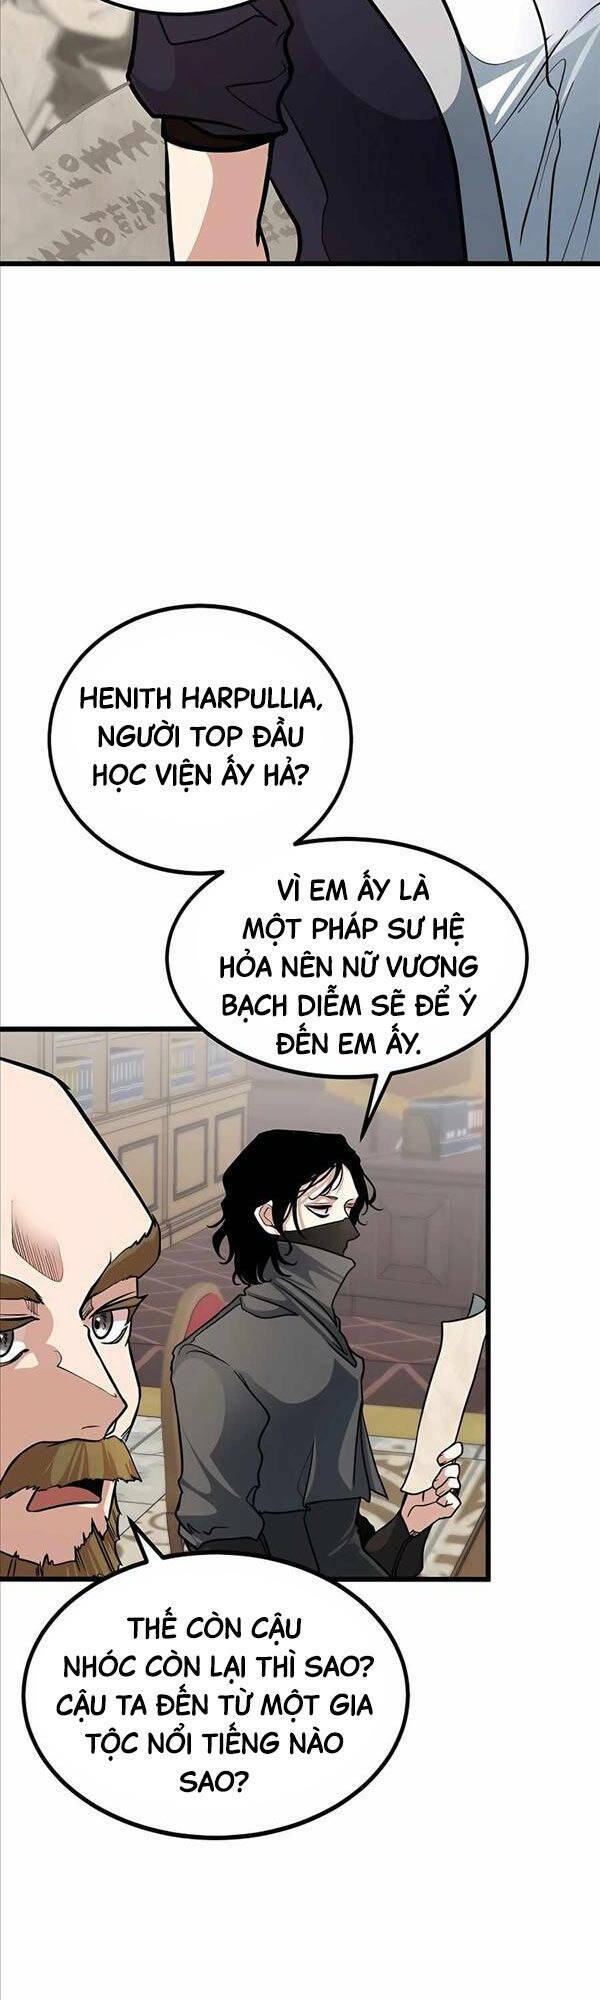 HENITH HARPULLIA,
NGƯỜI TOP ĐẦU
HỌC VIỆN ẤY HẢ?
VÌ EM ẤY LÀ
MỘT PHÁP SƯ HỆ
HỎA NÊN NỮ VƯƠNG
BẠCH DIỄM SẼ ĐỂ Ý
ĐẾN EM ẤY.
THẾ CÒN CẬU
NHÓC CÒN LẠI THÌ SAO?
CẬU TA ĐẾN TỪ MỘT GIA
TỘC NỔI TIẾNG NÀO
SAO?